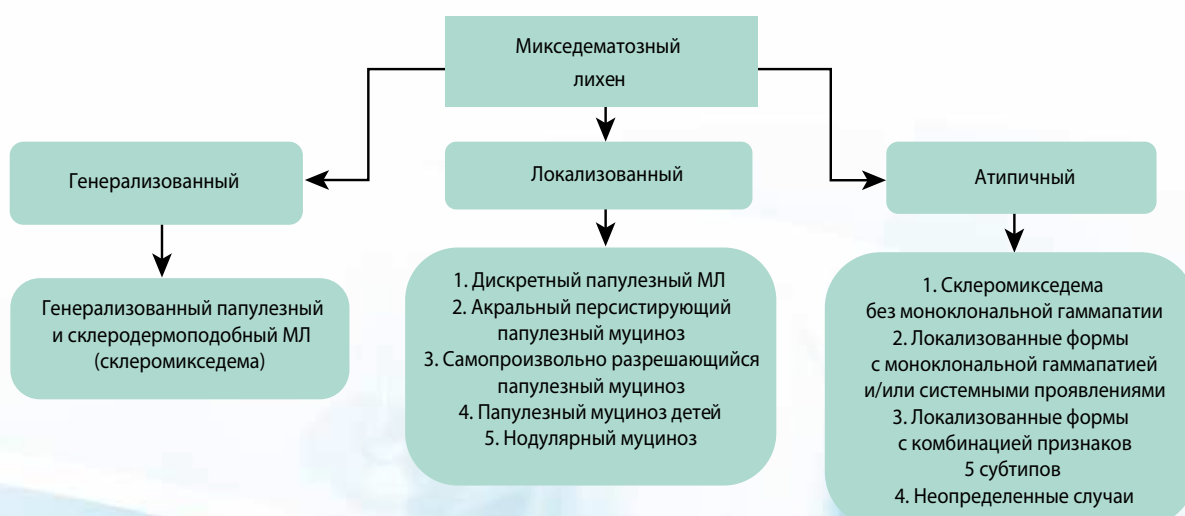 Микседематозный
лихен
Генерализованный
Локализованный
Атипичный
Генерализованный папулезный
и склеродермоподобный МЛ
(склеромикседема)
1. Дискретный папулезный МЛ
2. Акральный персистирующий
папулезный муциноз
3. Самопроизвольно разрешающийся
папулезный муциноз
4. Папулезный муциноз детей
5. Нодулярный муциноз
1. Склеромикседема
без моноклональной гаммапатии
2. Локализованные формы
с моноклональной гаммапатией
и/или системными проявлениями
3. Локализованные формы
с комбинацией признаков
5 субтипов
4. Неопределенные случаи